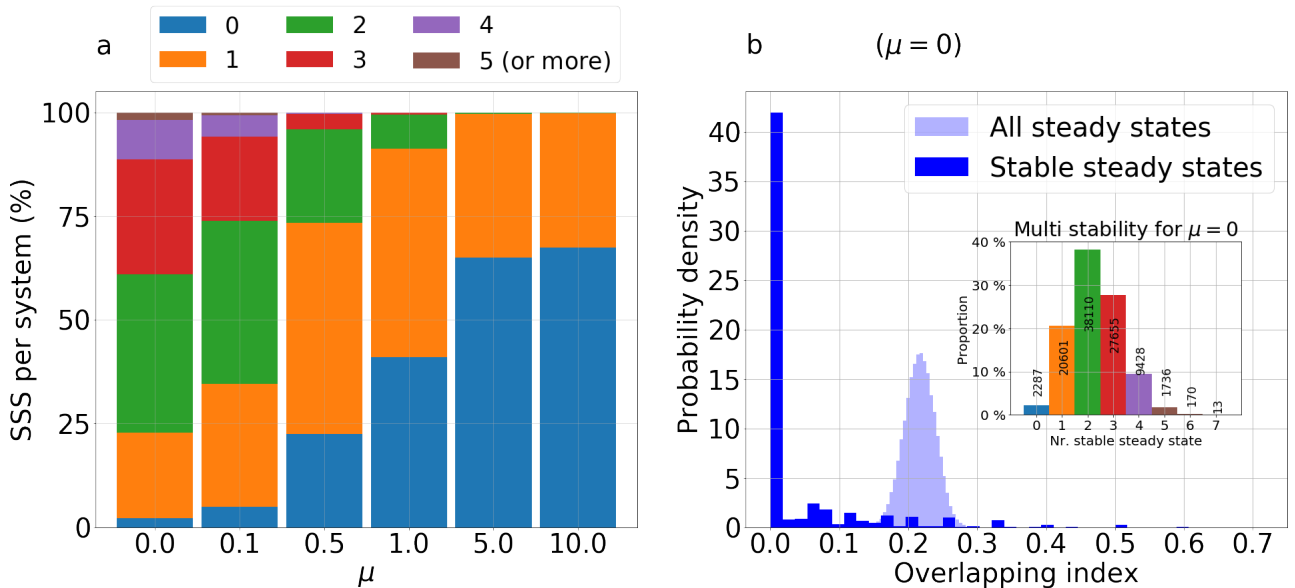 a
0 2 4
1 3 5 (or more)
100
75
50
25
0
SSS per system (%)
0.0 0.1 0.5 1.0 5.0 10.0
μ
b (μ = 0)
All steady states
Stable steady states
40
35
30
25
20
15
10
5
0
Probability density
0.0 0.1 0.2 0.3 0.4 0.5 0.6 0.7
Overlapping index
Multi stability for μ = 0
40 %
30 %
20 %
10 %
0 %
Proportion
2287 20601 38110 27655 9428 1736 170 13
0 1 2 3 4 5 6 7
Nr. stable steady state